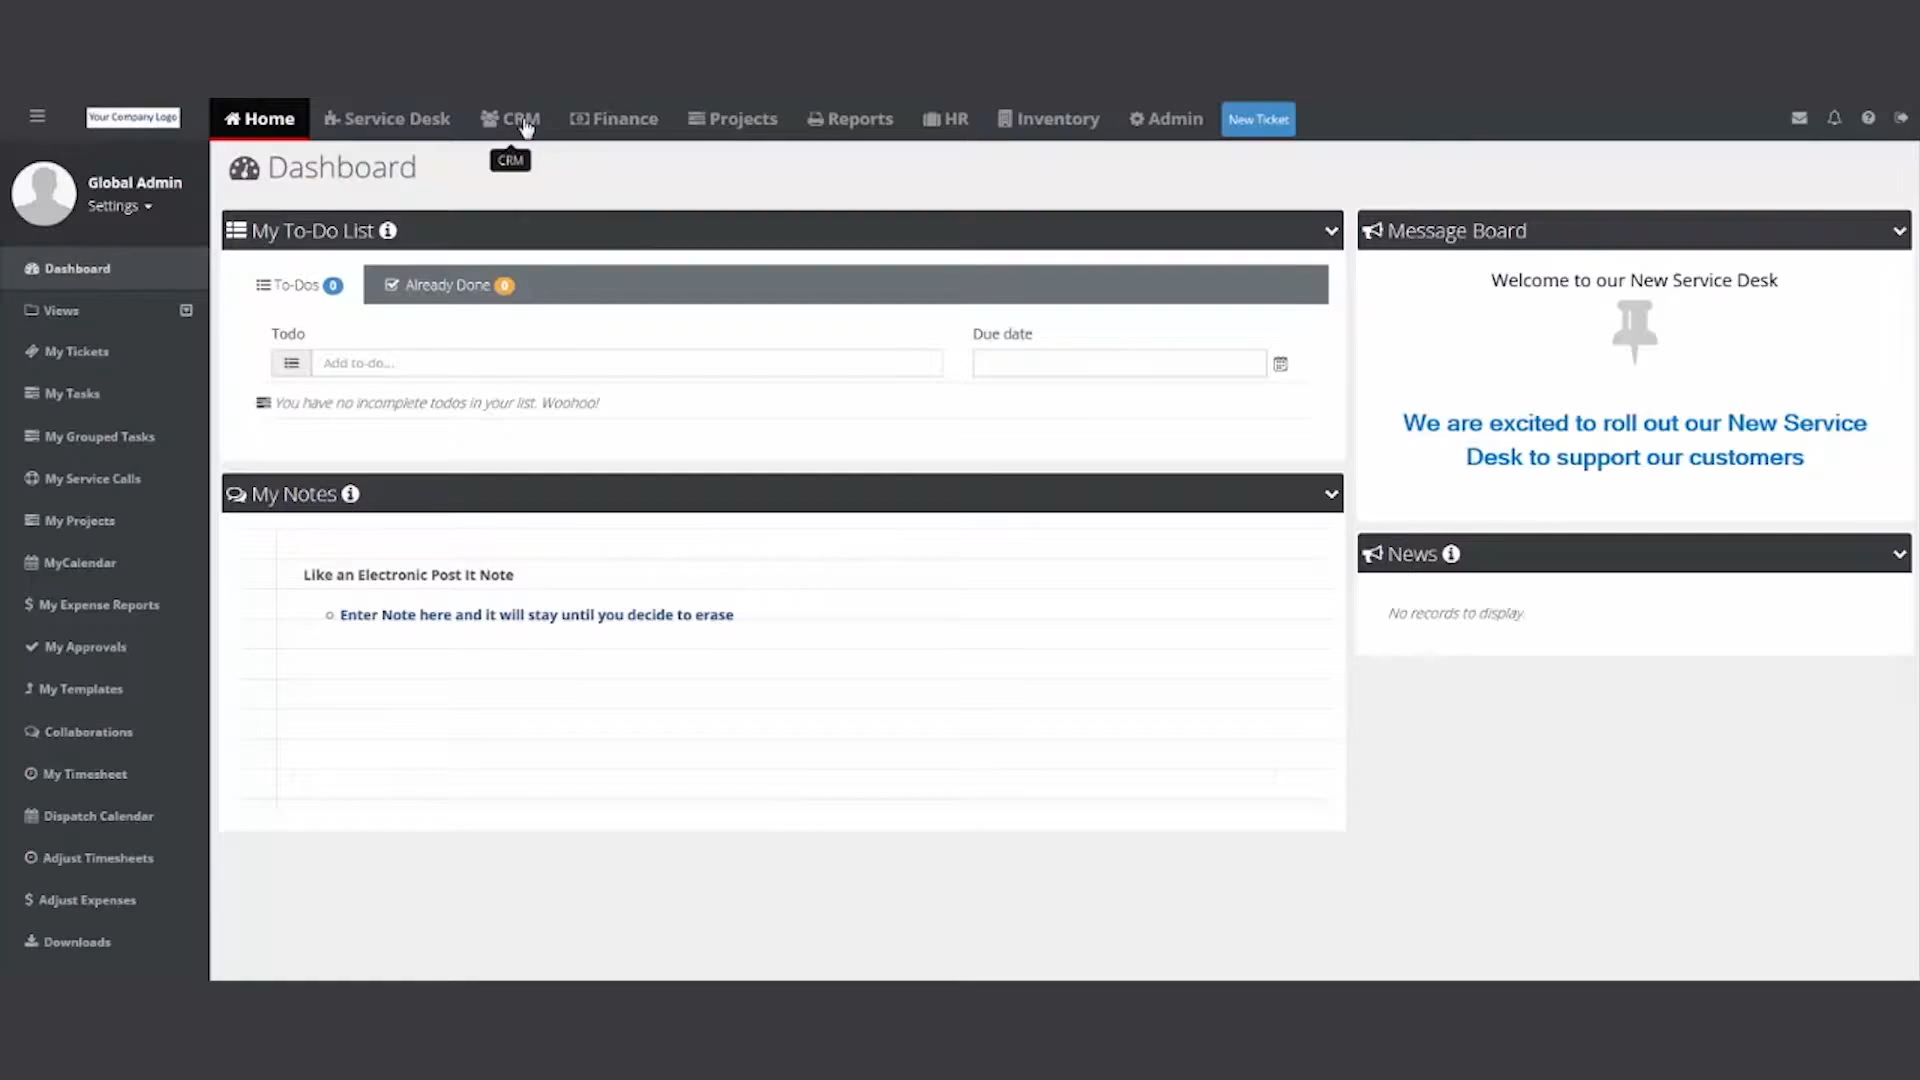 Your Company Logo
Home
Service Desk
CRM
Finance
Projects
Reports
HR
Inventory
Admin
New Ticket
CRM
Global Admin
Settings
Dashboard
Views
My Tickets
My Tasks
My Grouped Tasks
My Service Calls
My Projects
MyCalendar
My Expense Reports
My Approvals
My Templates
Collaborations
My Timesheet
Dispatch Calendar
Adjust Timesheets
Adjust Expenses
Downloads
Dashboard
My To-Do List
To-Dos 0
Already Done 0
Todo
Due date
Add to-do...
You have no incomplete todos in your list. Woohoo!
My Notes
Like an Electronic Post It Note
Enter Note here and it will stay until you decide to erase
Message Board
Welcome to our New Service Desk
We are excited to roll out our New Service
Desk to support our customers
News
No records to display.